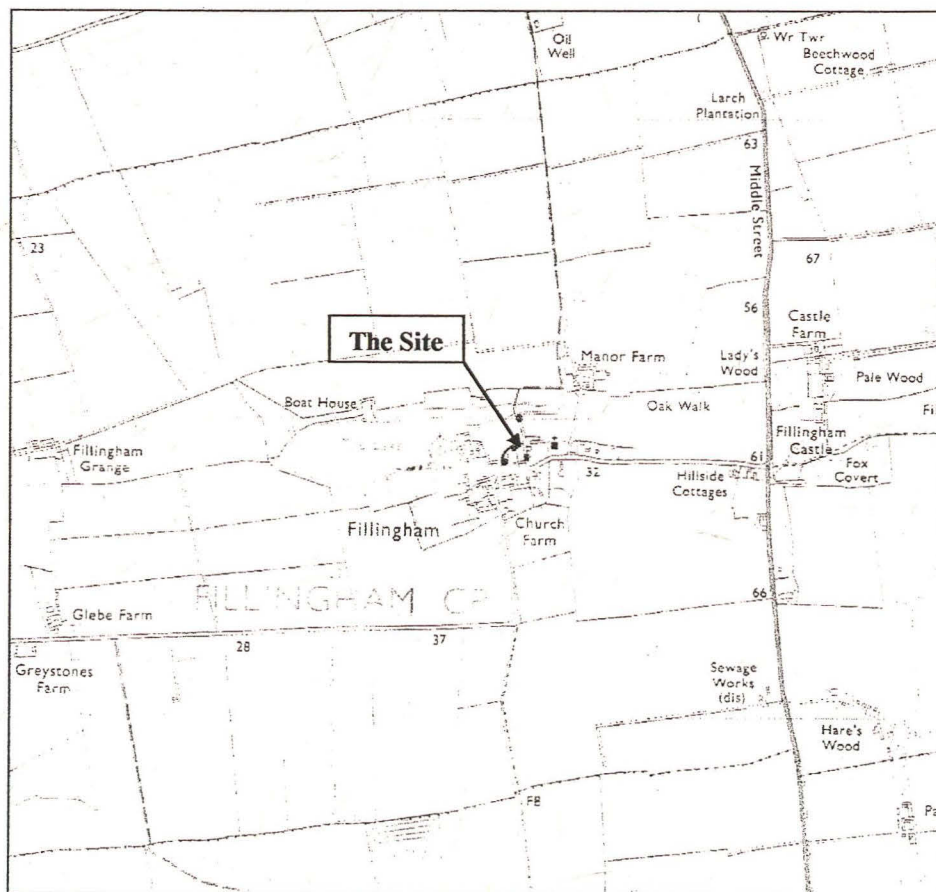 Oil
Well
Wr Twr
Beechwood
Cottage
Larch
Plantation
63
Middle Street
23
67
56
The Site
Castle
Farm
Manor Farm
Lady's
Wood
Pale Wood
Boat House
Oak Walk
Fillingham
Grange
Fillingham
Castle
61
Fox
Covert
32
Hillside
Cottages
Fillingham
Church
Farm
FILLINGHAM CP
Glebe Farm
66
28
37
Greystones
Farm
Sewage
Works
(dis)
Hare's
Wood
FB
Pa